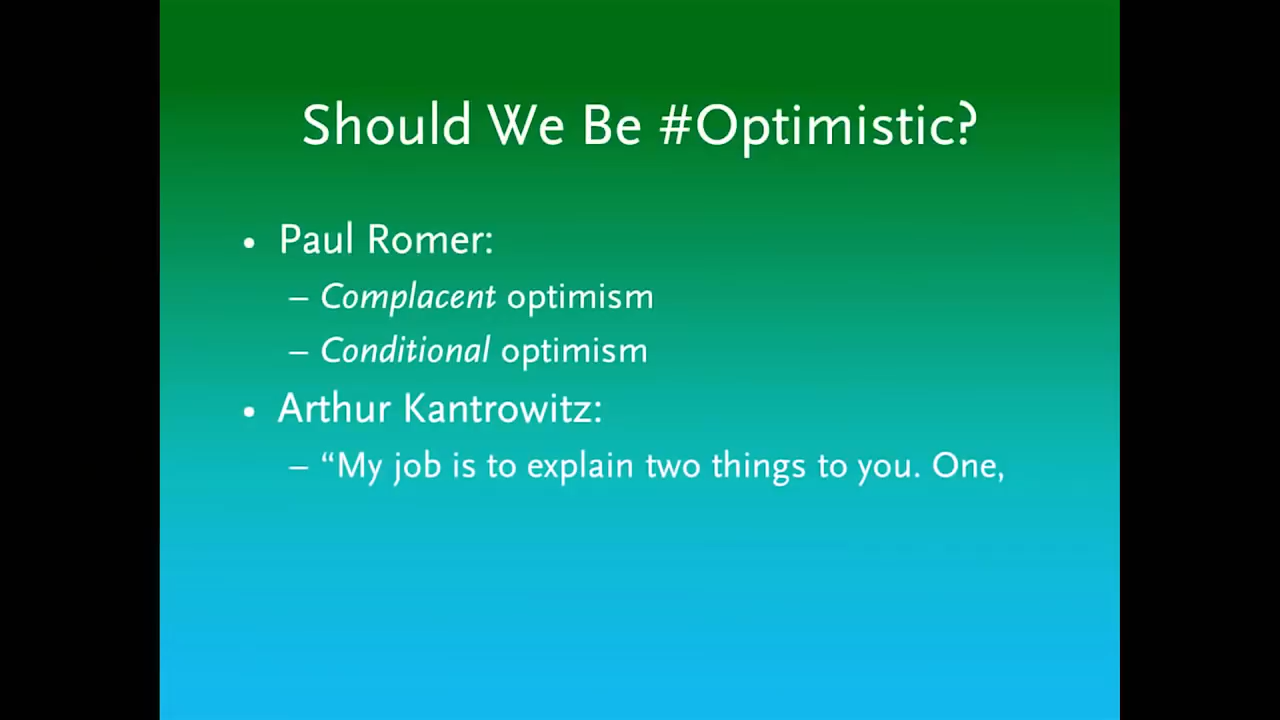 Should We Be #Optimistic?
• Paul Romer:
– Complacent optimism
– Conditional optimism
• Arthur Kantrowitz:
– “My job is to explain two things to you. One,